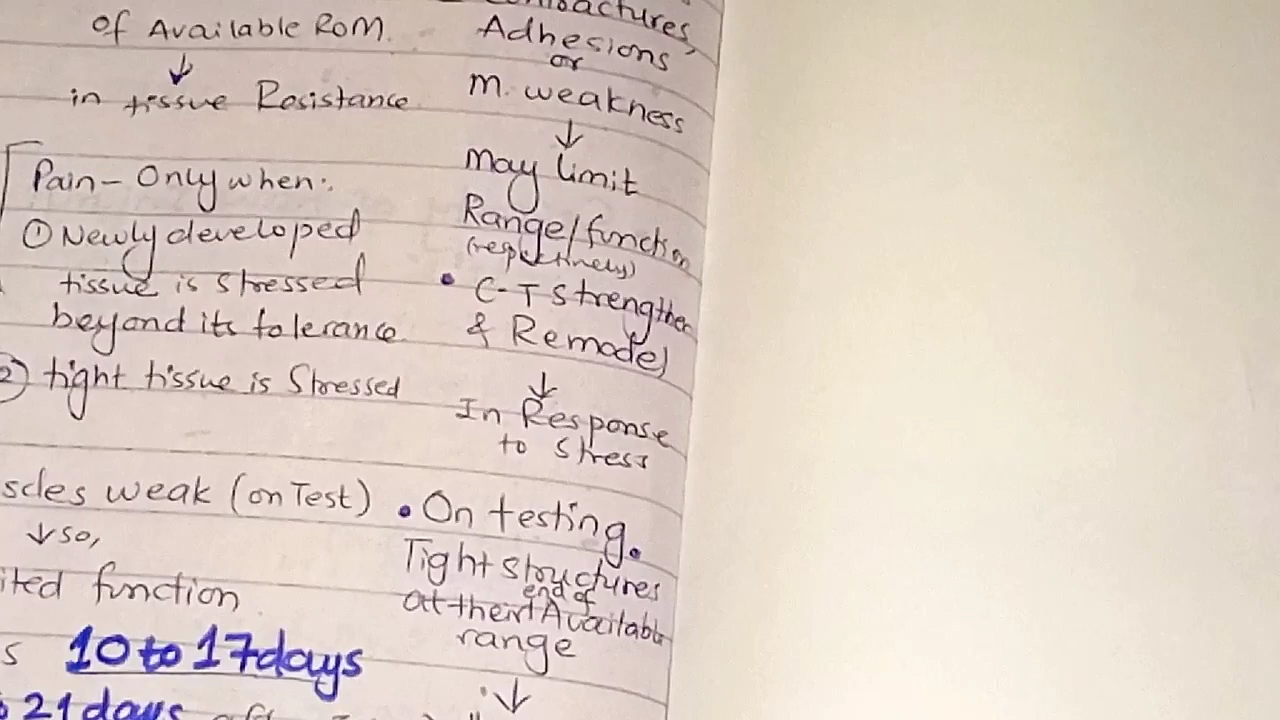 of Available ROM.
↓
in tissue Resistance
Pain - Only when:.
① Newly developed
tissue is stressed
beyond its tolerance
2) tight tissue is Stressed
scles weak (on Test)
↓ so,
ited function
s 10 to 17 days
21 days
Adhesions
or
M. weakness
↓
May limit
Range/function
(respectively)
• C-T Strengthen
& Remodel
↓
In Response
to stress
• On testing.
Tight structures
end of
at their Available
range
↓